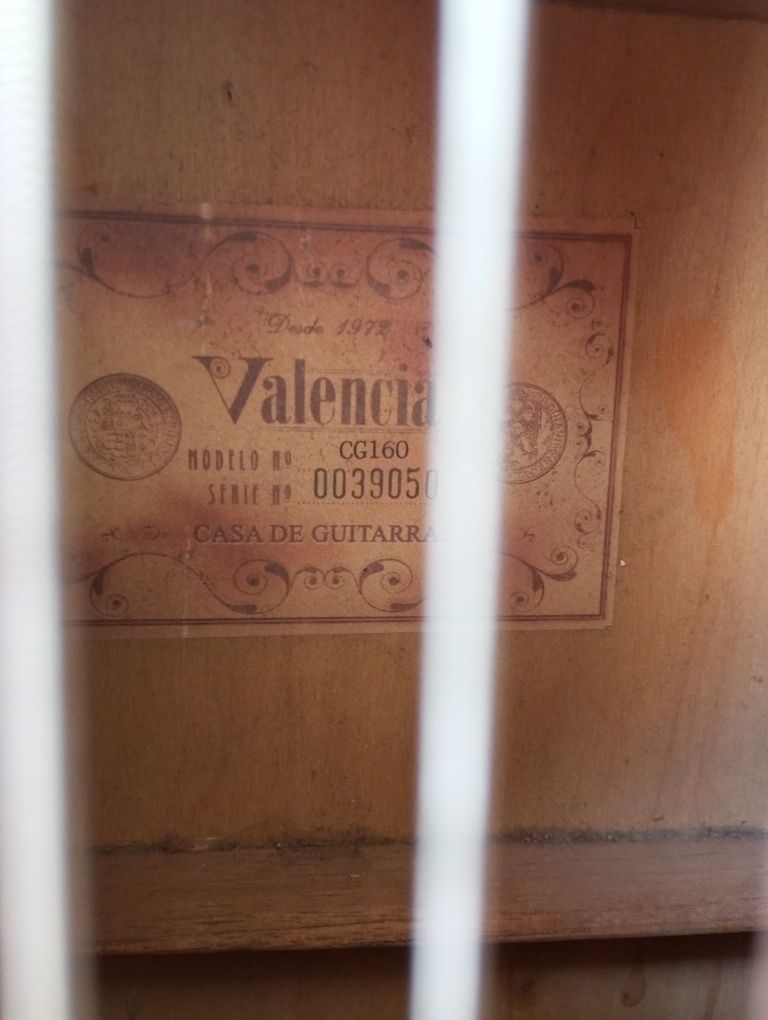 Desde 1972
Valencia
MODELO Nº CG160
SERIE Nº 0039050
CASA DE GUITARRAS